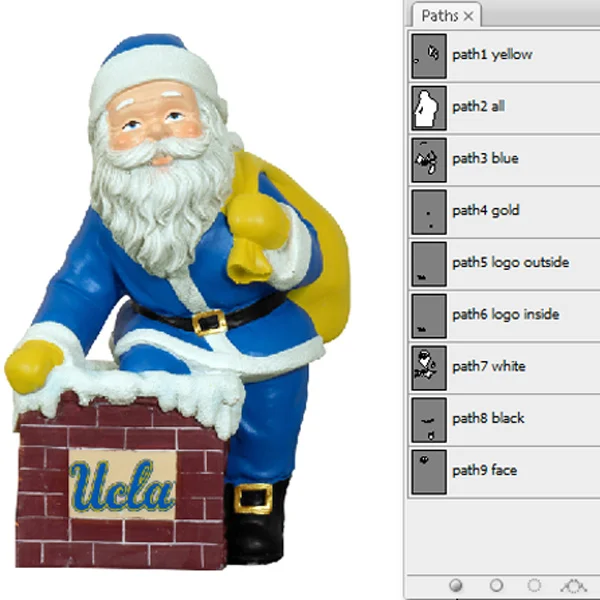 Paths
path1 yellow
path2 all
path3 blue
path4 gold
path5 logo outside
path6 logo inside
path7 white
path8 black
path9 face
Ucla